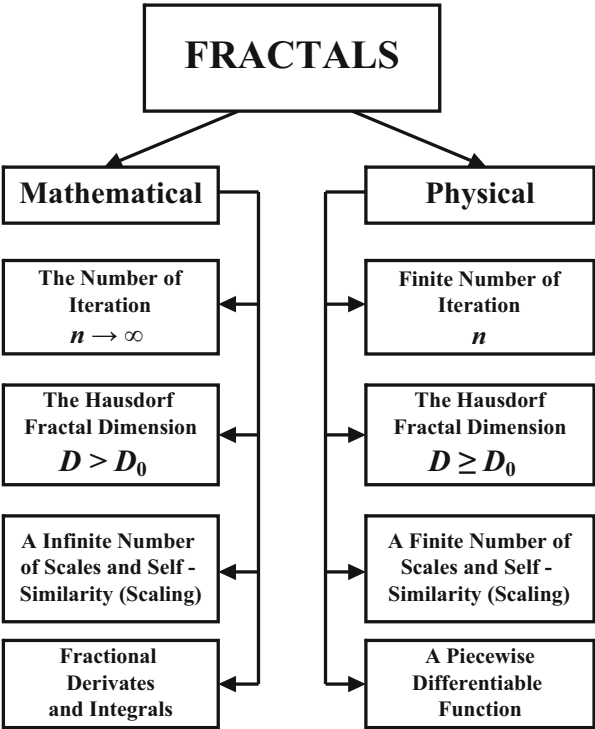 FRACTALS
Mathematical
The Number of
Iteration
n → ∞
The Hausdorf
Fractal Dimension
D > D₀
A Infinite Number
of Scales and Self -
Similarity (Scaling)
Fractional
Derivates
and Integrals
Physical
Finite Number of
Iteration
n
The Hausdorf
Fractal Dimension
D ≥ D₀
A Finite Number of
Scales and Self -
Similarity (Scaling)
A Piecewise
Differentiable
Function